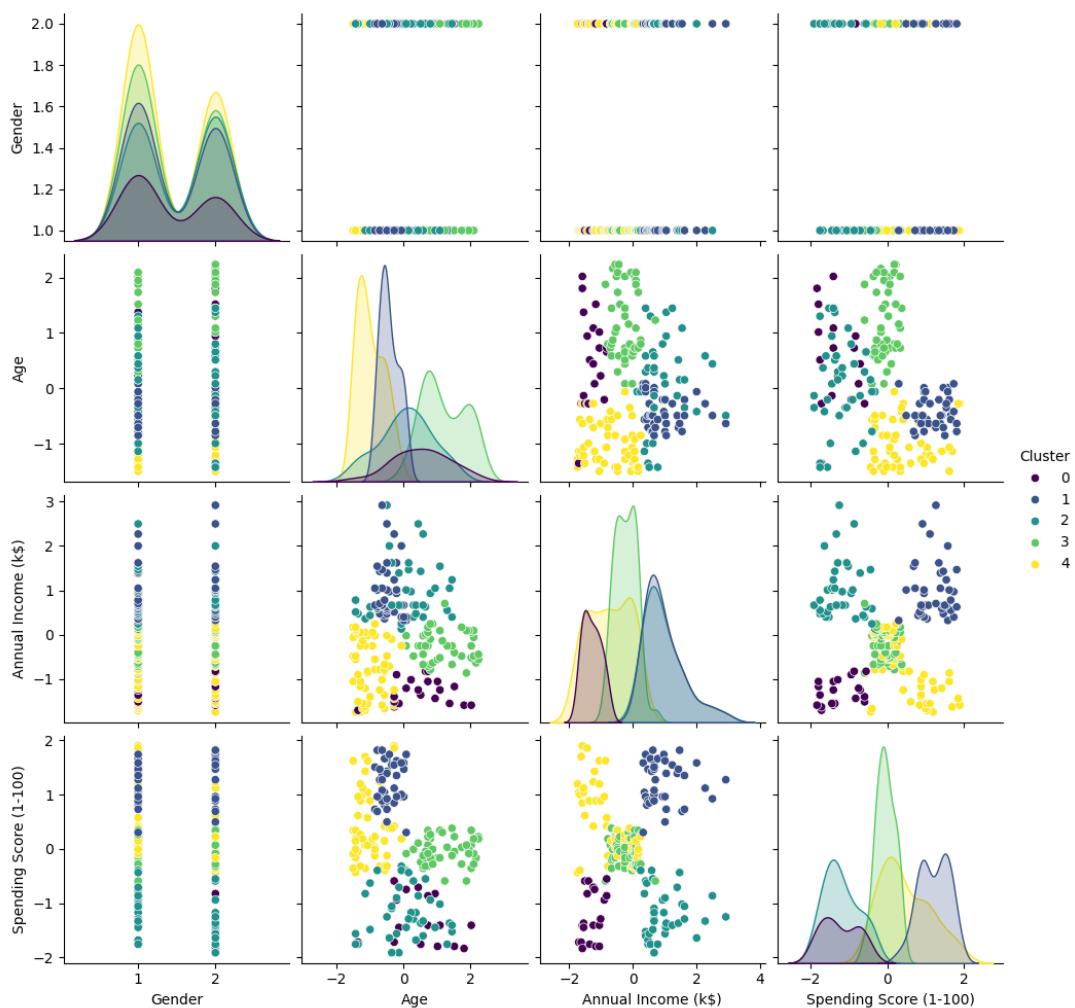 2.0
1.8
1.6
1.4
1.2
1.0
Gender
2
1
0
−1
Age
Cluster
0
1
2
3
4
3
2
1
0
−1
Annual Income (k$)
2
1
0
−1
−2
Spending Score (1-100)
1 2
−2 0 2
−2 0 2 4
−2 0 2
Gender
Age
Annual Income (k$)
Spending Score (1-100)